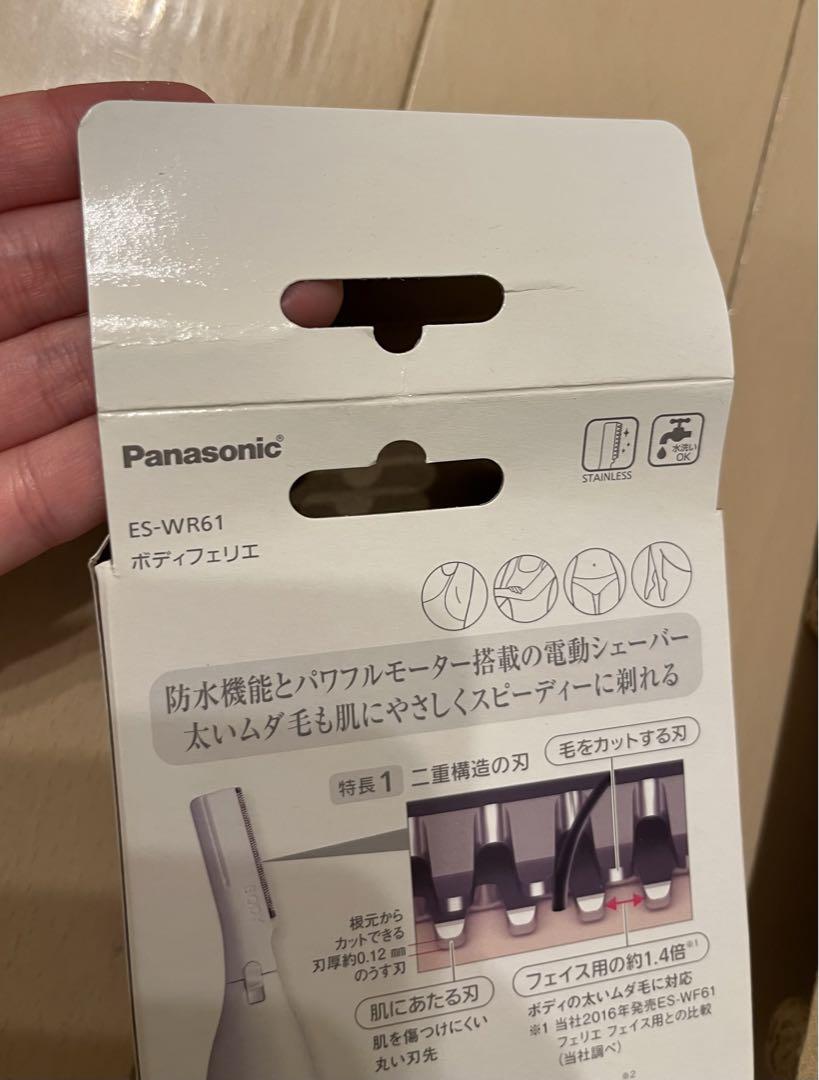 Panasonic®
STAINLESS
水洗い
OK
ES-WR61
ボディフェリエ
防水機能とパワフルモーター搭載の電動シェーバー
太いムダ毛も肌にやさしくスピーディーに剃れる
特長1 二重構造の刃
毛をカットする刃
根元から
カットできる
刃厚約0.12 mm
のうす刃
肌にあたる刃
肌を傷つけにくい
丸い刃先
フェイス用の約1.4倍※1
ボディの太いムダ毛に対応
※1 当社2016年発売ES-WF61
フェリエ フェイス用との比較
(当社調べ)
※2